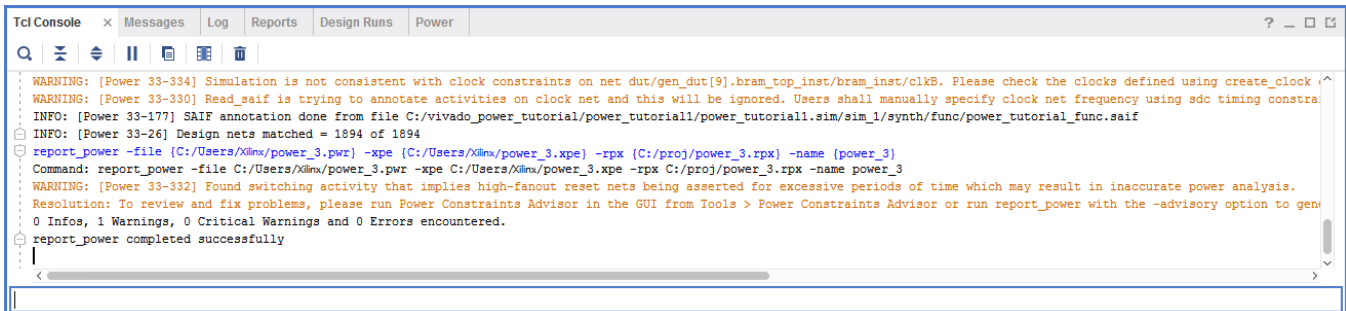 Tcl Console × Messages Log Reports Design Runs Power ?
WARNING: [Power 33-334] Simulation is not consistent with clock constraints on net dut/gen_dut[9].bram_top_inst/bram_inst/clkB. Please check the clocks defined using create_clock
WARNING: [Power 33-330] Read_saif is trying to annotate activities on clock net and this will be ignored. Users shall manually specify clock net frequency using sdc timing constra
INFO: [Power 33-177] SAIF annotation done from file C:/vivado_power_tutorial/power_tutorial1/power_tutorial1.sim/sim_1/synth/func/power_tutorial_func.saif
INFO: [Power 33-26] Design nets matched = 1894 of 1894
report_power -file {C:/Users/Xilinx/power_3.pwr} -xpe {C:/Users/Xilinx/power_3.xpe} -rpx {C:/proj/power_3.rpx} -name {power_3}
Command: report_power -file C:/Users/Xilinx/power_3.pwr -xpe C:/Users/Xilinx/power_3.xpe -rpx C:/proj/power_3.rpx -name power_3
WARNING: [Power 33-332] Found switching activity that implies high-fanout reset nets being asserted for excessive periods of time which may result in inaccurate power analysis.
Resolution: To review and fix problems, please run Power Constraints Advisor in the GUI from Tools > Power Constraints Advisor or run report_power with the -advisory option to gen
0 Infos, 1 Warnings, 0 Critical Warnings and 0 Errors encountered.
report_power completed successfully